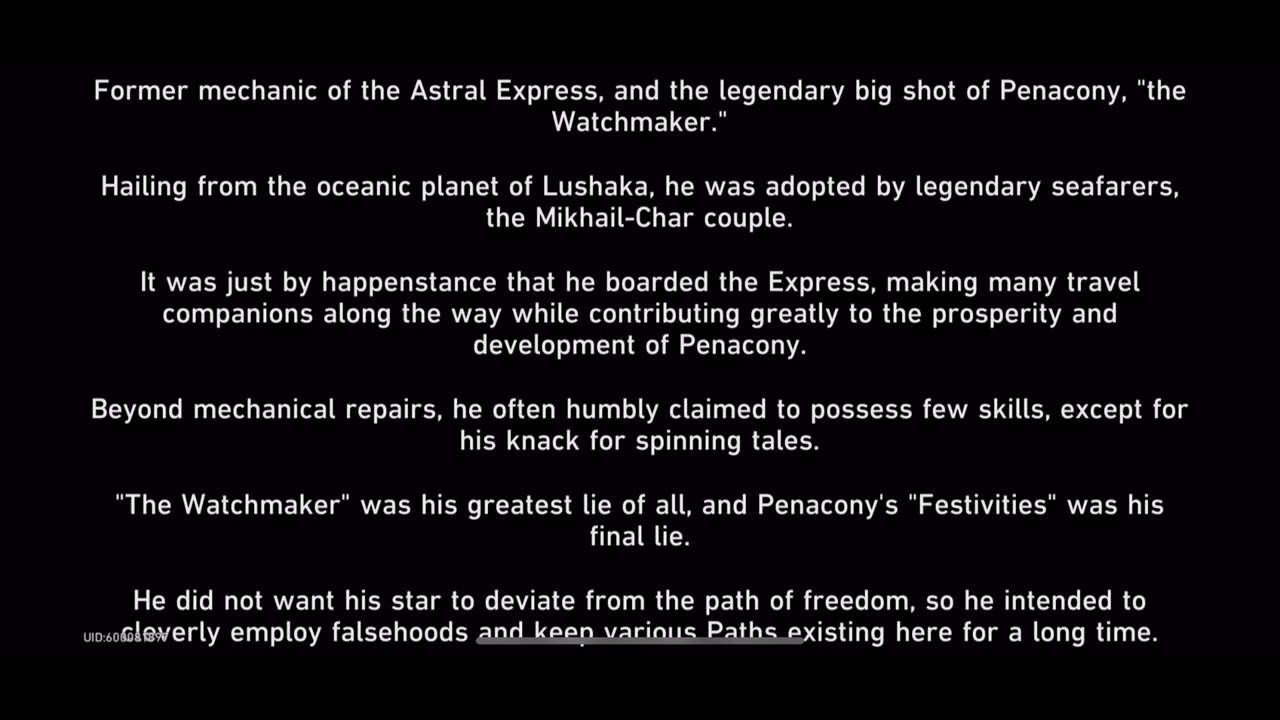 Former mechanic of the Astral Express, and the legendary big shot of Penacony, "the
Watchmaker."
Hailing from the oceanic planet of Lushaka, he was adopted by legendary seafarers,
the Mikhail-Char couple.
It was just by happenstance that he boarded the Express, making many travel
companions along the way while contributing greatly to the prosperity and
development of Penacony.
Beyond mechanical repairs, he often humbly claimed to possess few skills, except for
his knack for spinning tales.
"The Watchmaker" was his greatest lie of all, and Penacony's "Festivities" was his
final lie.
He did not want his star to deviate from the path of freedom, so he intended to
cleverly employ falsehoods and keep various Paths existing here for a long time.